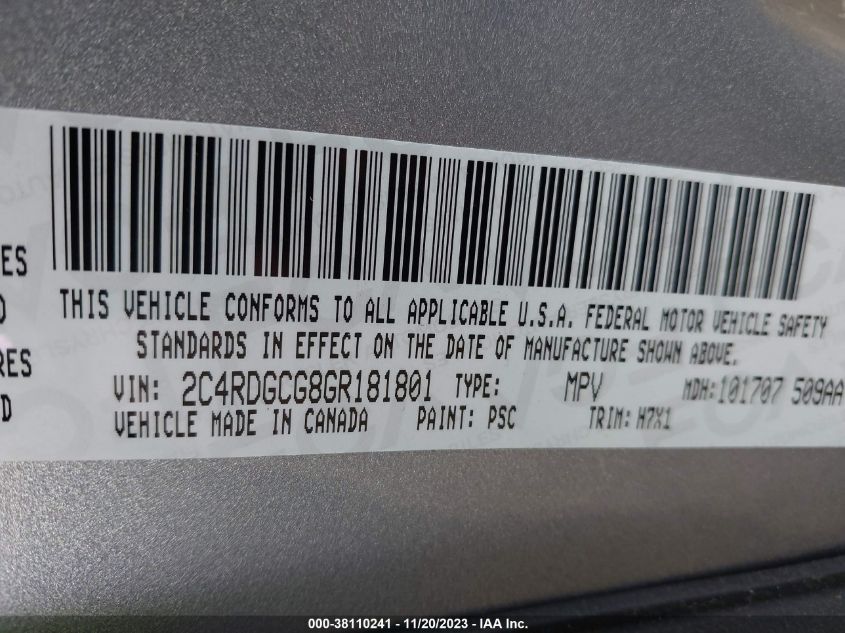 ES
THIS VEHICLE CONFORMS TO ALL APPLICABLE U.S.A. FEDERAL MOTOR VEHICLE SAFETY
STANDARDS IN EFFECT ON THE DATE OF MANUFACTURE SHOWN ABOVE.
RES
VIN: 2C4RDGCG8GR181801 TYPE: MPV MDH:101707 509AA
D
VEHICLE MADE IN CANADA PAINT: PSC TRIM: H7X1
000-38110241 - 11/20/2023 - IAA Inc.